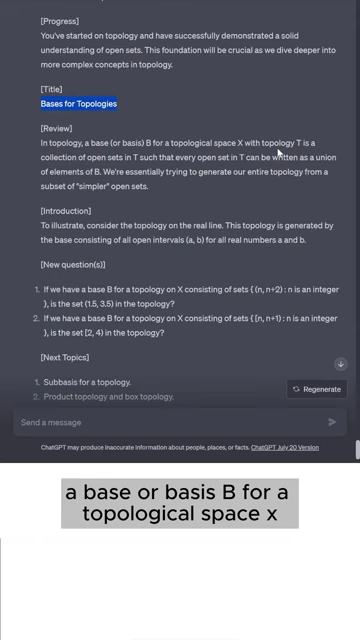 [Progress]
You've started on topology and have successfully demonstrated a solid
understanding of open sets. This foundation will be crucial as we dive deeper into
more complex concepts in topology.
[Title]
Bases for Topologies
[Review]
In topology, a base (or basis) B for a topological space X with topology T is a
collection of open sets in T such that every open set in T can be written as a union
of elements of B. We're essentially trying to generate our entire topology from a
subset of "simpler" open sets.
[Introduction]
To illustrate, consider the topology on the real line. This topology is generated by
the base consisting of all open intervals (a, b) for all real numbers a and b.
[New question(s)]
1. If we have a base B for a topology on X consisting of sets { (n, n+2) : n is an integer
}, is the set (1.5, 3.5) in the topology?
2. If we have a base B for a topology on X consisting of sets { [n, n+1) : n is an integer
}, is the set [2, 4) in the topology?
[Next Topics]
1. Subbasis for a topology.
2. Product topology and box topology.
Regenerate
Send a message
ChatGPT may produce inaccurate information about people, places, or facts. ChatGPT July 20 Version
a base or basis B for a
topological space x